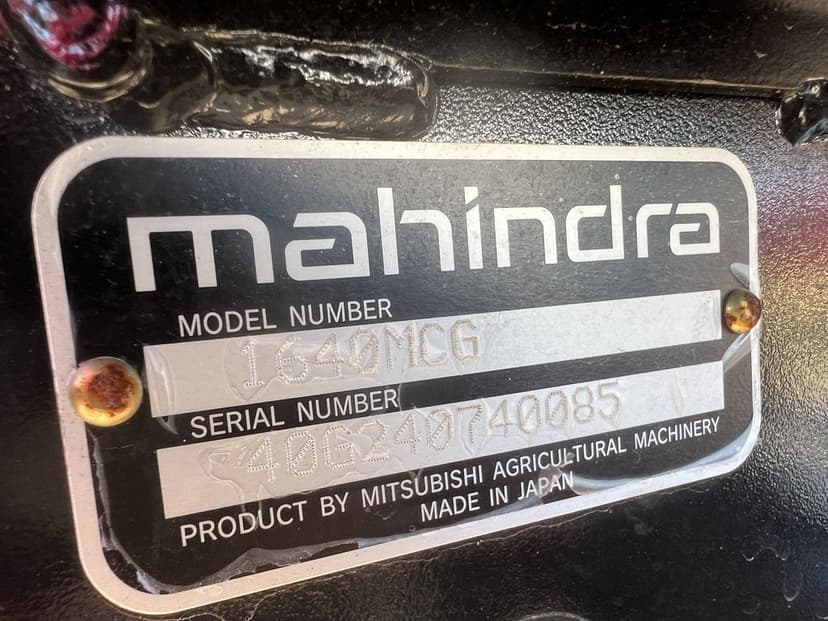 mahindra
MODEL NUMBER
1640MCG
SERIAL NUMBER
40G240740085
PRODUCT BY MITSUBISHI AGRICULTURAL MACHINERY
MADE IN JAPAN